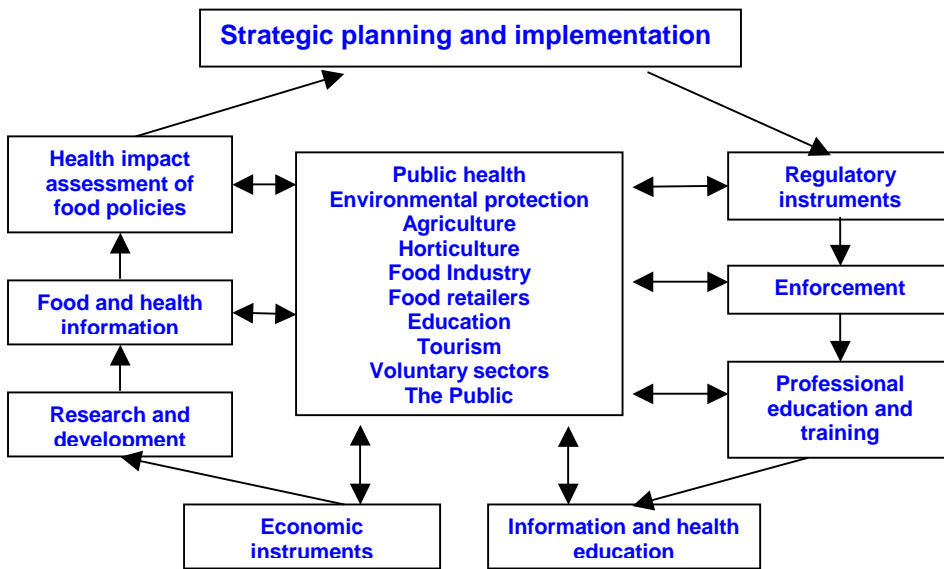 Strategic planning and implementation
Health impact
assessment of
food policies
Public health
Environmental protection
Agriculture
Horticulture
Food Industry
Food retailers
Education
Tourism
Voluntary sectors
The Public
Regulatory
instruments
Food and health
information
Enforcement
Research and
development
Professional
education and
training
Economic
instruments
Information and health
education